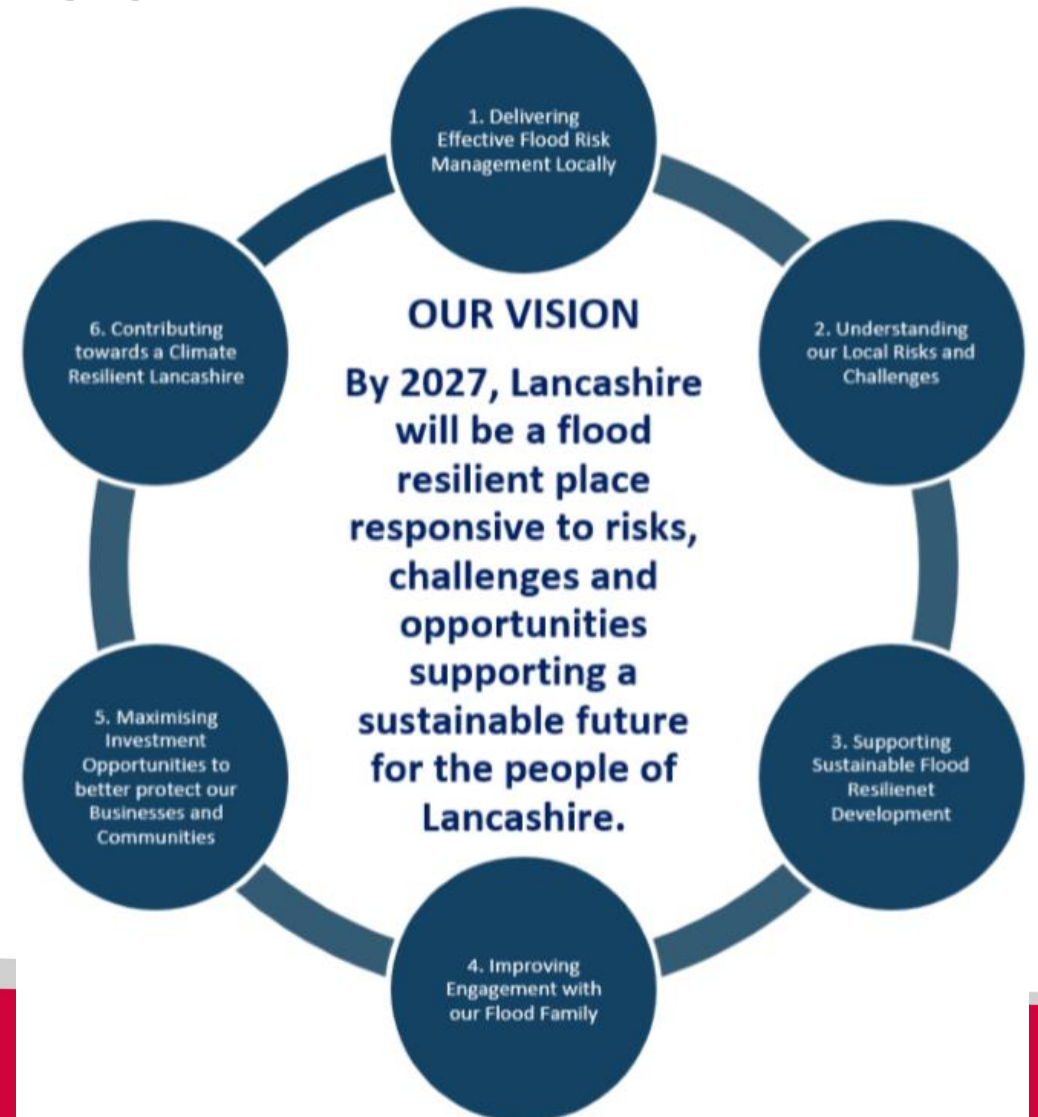 1. Delivering
Effective Flood Risk
Management Locally
2. Understanding
our Local Risks and
Challenges
3. Supporting
Sustainable Flood
Resilienet
Development
4. Improving
Engagement with
our Flood Family
5. Maximising
Investment
Opportunities to
better protect our
Businesses and
Communities
6. Contributing
towards a Climate
Resilient Lancashire
OUR VISION
By 2027, Lancashire
will be a flood
resilient place
responsive to risks,
challenges and
opportunities
supporting a
sustainable future
for the people of
Lancashire.